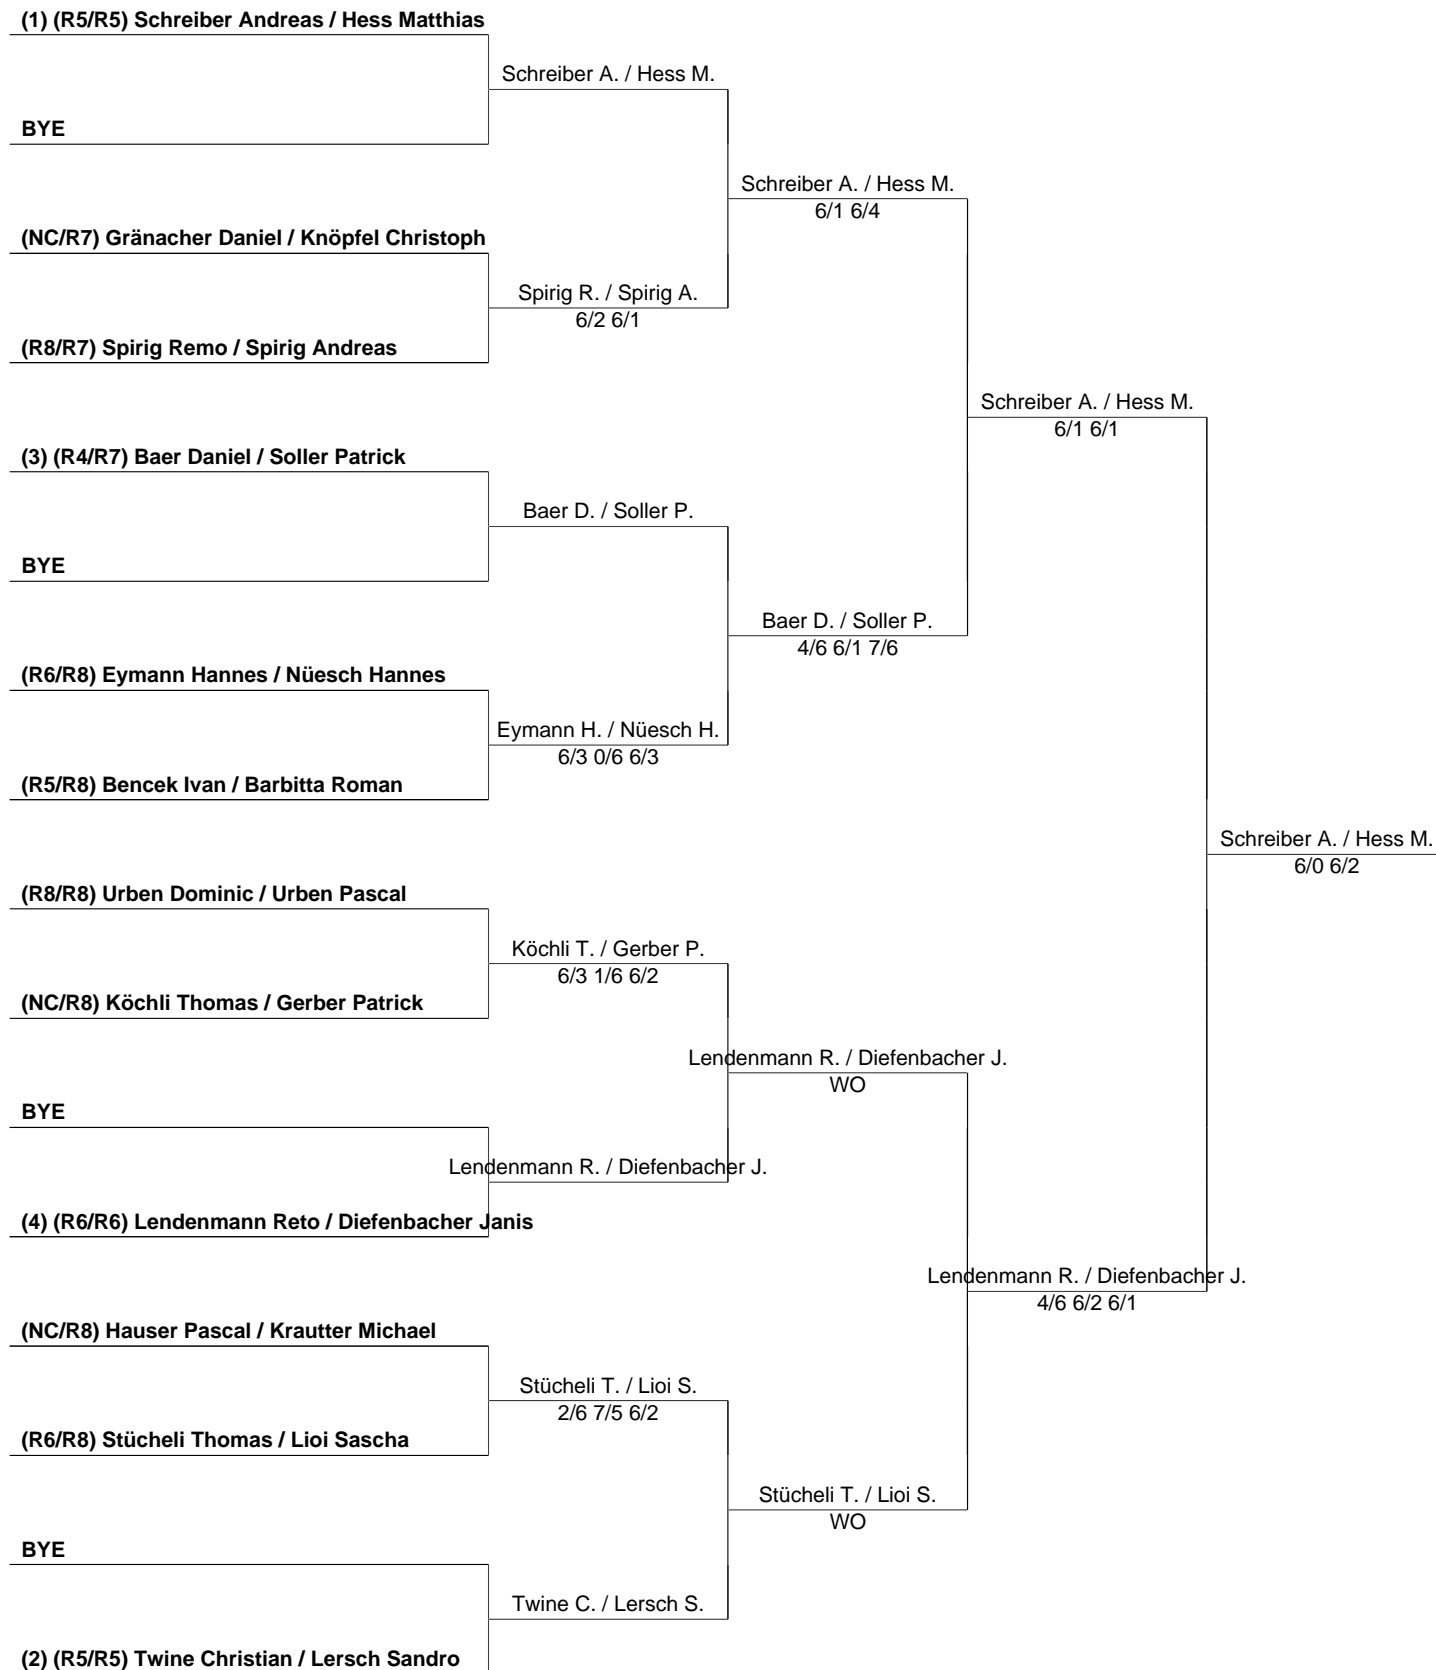 (1) (R5/R5) Schreiber Andreas / Hess Matthias
Schreiber A. / Hess M.
BYE
Schreiber A. / Hess M.
6/1 6/4
(NC/R7) Gränacher Daniel / Knöpfel Christoph
Spirig R. / Spirig A.
6/2 6/1
(R8/R7) Spirig Remo / Spirig Andreas
Schreiber A. / Hess M.
6/1 6/1
(3) (R4/R7) Baer Daniel / Soller Patrick
Baer D. / Soller P.
BYE
Baer D. / Soller P.
4/6 6/1 7/6
(R6/R8) Eymann Hannes / Nüesch Hannes
Eymann H. / Nüesch H.
6/3 0/6 6/3
(R5/R8) Bencek Ivan / Barbitta Roman
Schreiber A. / Hess M.
6/0 6/2
(R8/R8) Urben Dominic / Urben Pascal
Köchli T. / Gerber P.
6/3 1/6 6/2
(NC/R8) Köchli Thomas / Gerber Patrick
Lendenmann R. / Diefenbacher J.
WO
BYE
Lendenmann R. / Diefenbacher J.
(4) (R6/R6) Lendenmann Reto / Diefenbacher Janis
Lendenmann R. / Diefenbacher J.
4/6 6/2 6/1
(NC/R8) Hauser Pascal / Krautter Michael
Stücheli T. / Lioi S.
2/6 7/5 6/2
(R6/R8) Stücheli Thomas / Lioi Sascha
Stücheli T. / Lioi S.
WO
BYE
Twine C. / Lersch S.
(2) (R5/R5) Twine Christian / Lersch Sandro